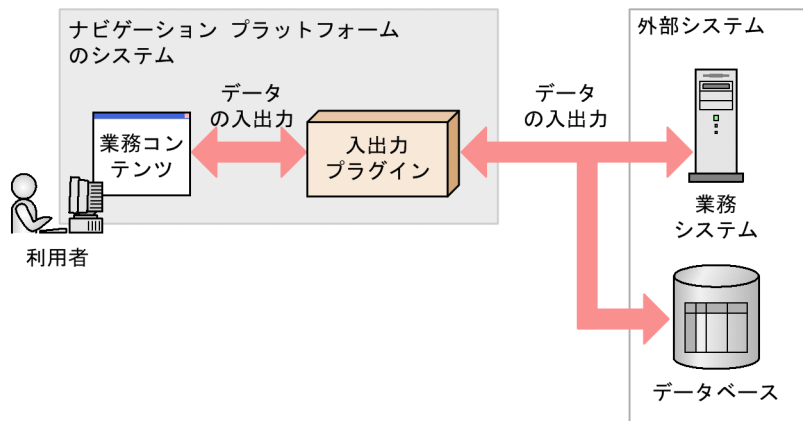 ナビゲーション プラットフォーム
のシステム
外部システム
データ
の入出力
データ
の入出力
業務コン
テンツ
入出力
プラグイン
利用者
業務
システム
データベース